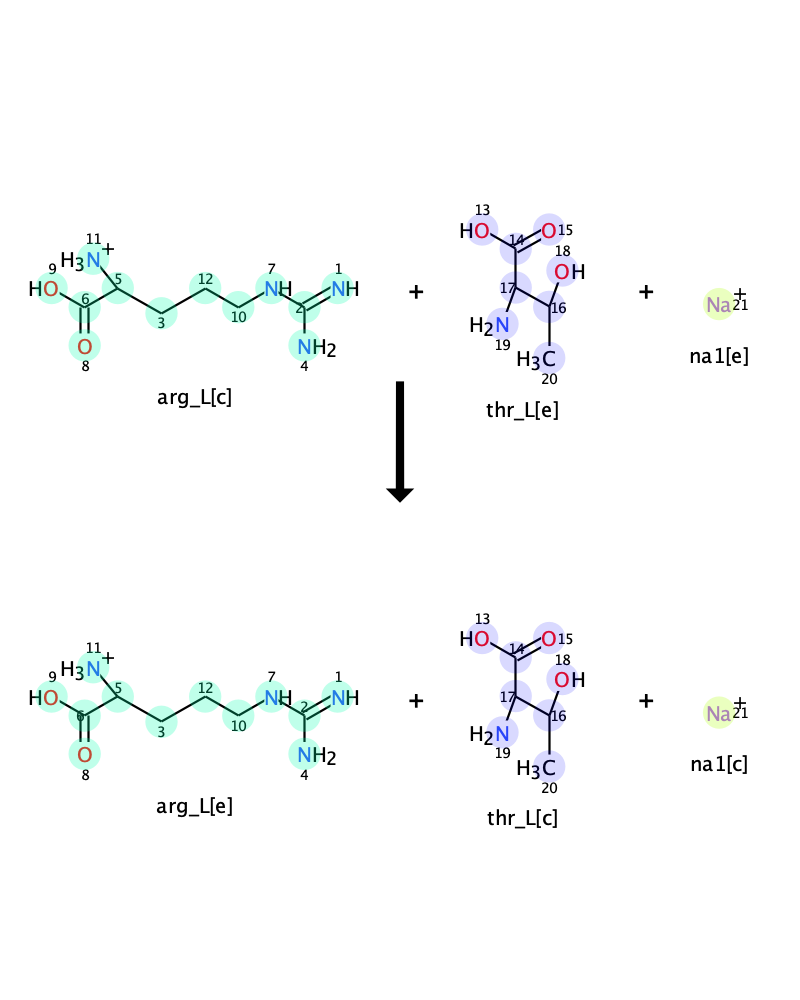 13
HO 14 O 15
11 18
H3N+ OH
9 5 12 7 1
HO 6 NH 2 NH + 17 16 + Na+ 21
3 10
O NH2 H2N
8 4 19
H3C
20
na1[e]
arg_L[c] thr_L[e]
13
HO 14 O 15
11 18
H3N+ OH
9 5 12 7 1
HO 6 NH 2 NH + 17 16 + Na+ 21
3 10
O NH2 H2N
8 4 19
H3C
20
na1[c]
arg_L[e] thr_L[c]